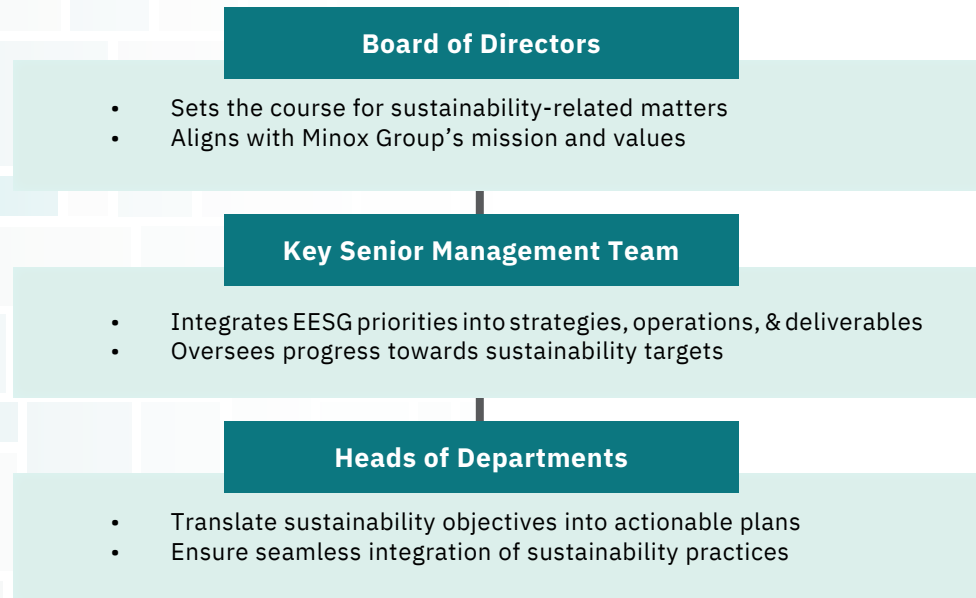 Board of Directors
• Sets the course for sustainability-related matters
• Aligns with Minox Group’s mission and values
Key Senior Management Team
• Integrates EESG priorities into strategies, operations, & deliverables
• Oversees progress towards sustainability targets
Heads of Departments
• Translate sustainability objectives into actionable plans
• Ensure seamless integration of sustainability practices